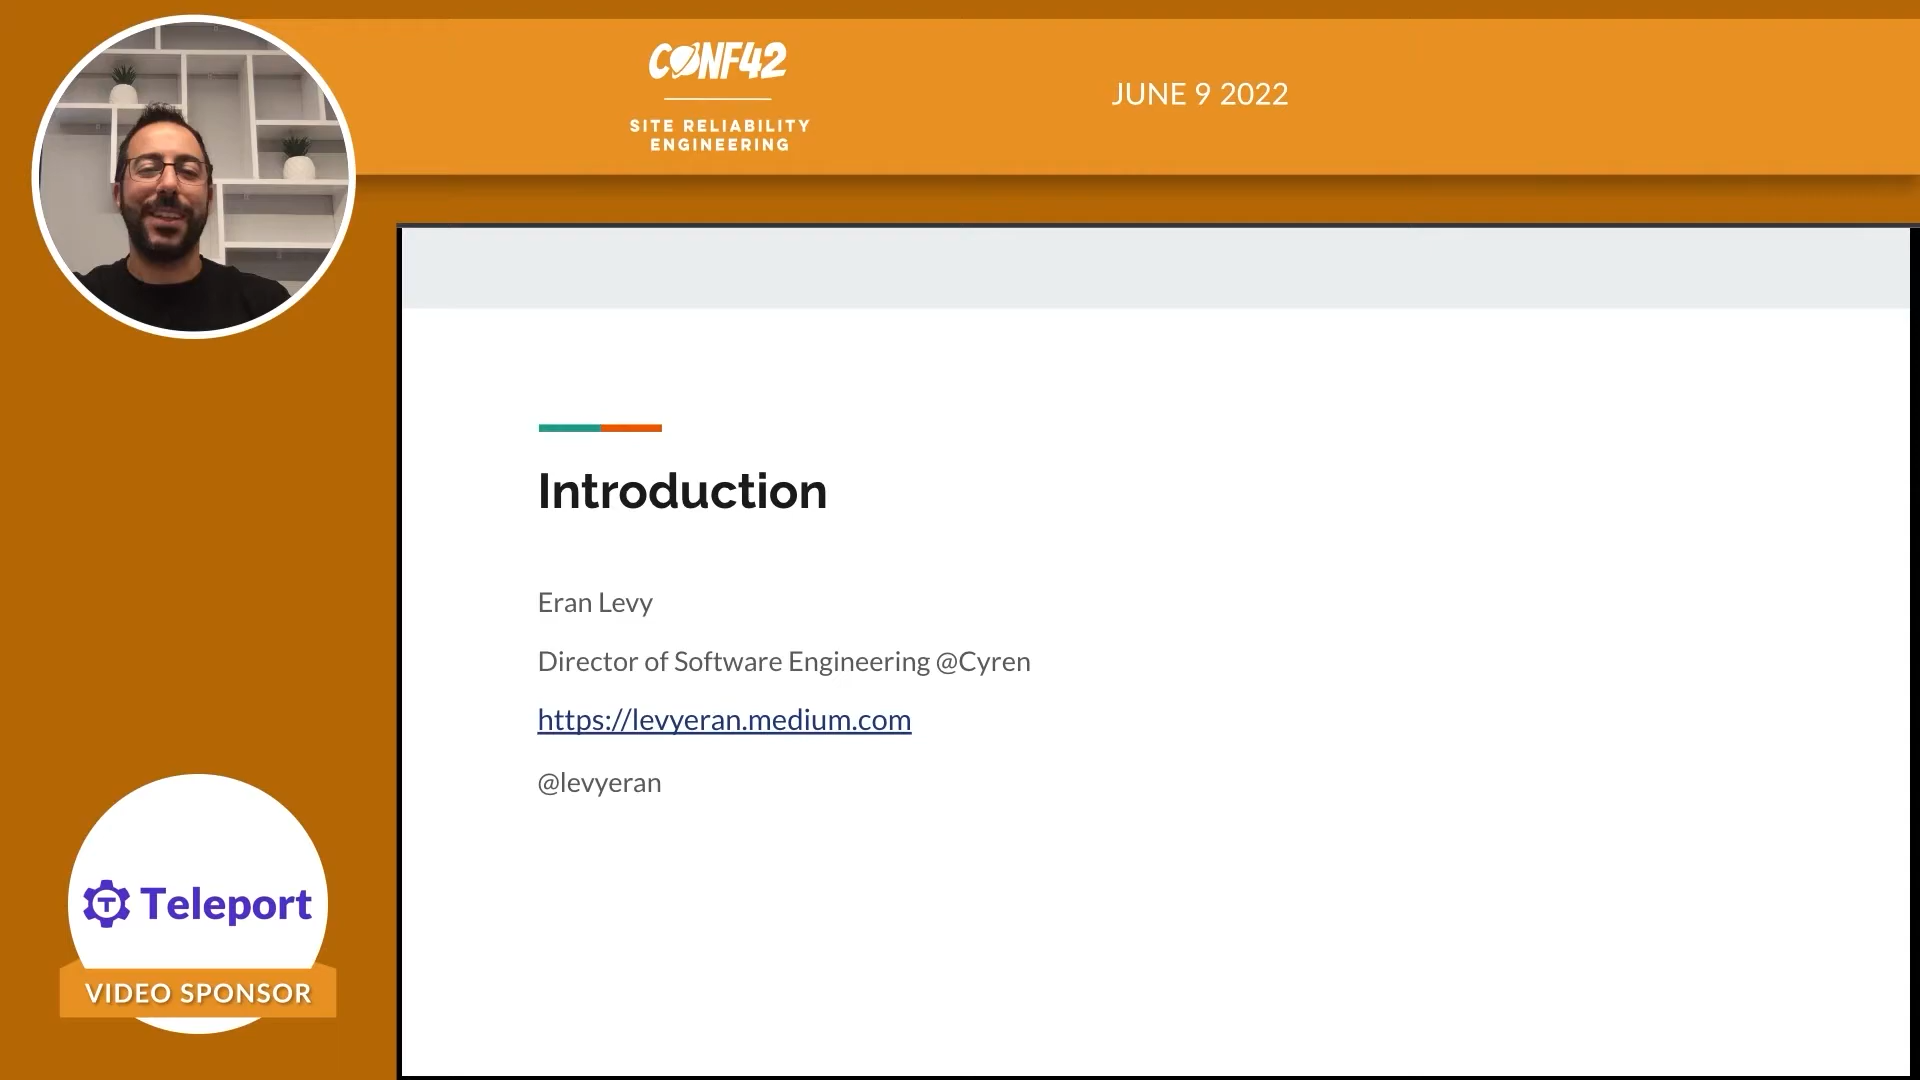 CONF42
SITE RELIABILITY
ENGINEERING
JUNE 9 2022
Introduction
Eran Levy
Director of Software Engineering @Cyren
https://levyeran.medium.com
@levyeran
T Teleport
VIDEO SPONSOR